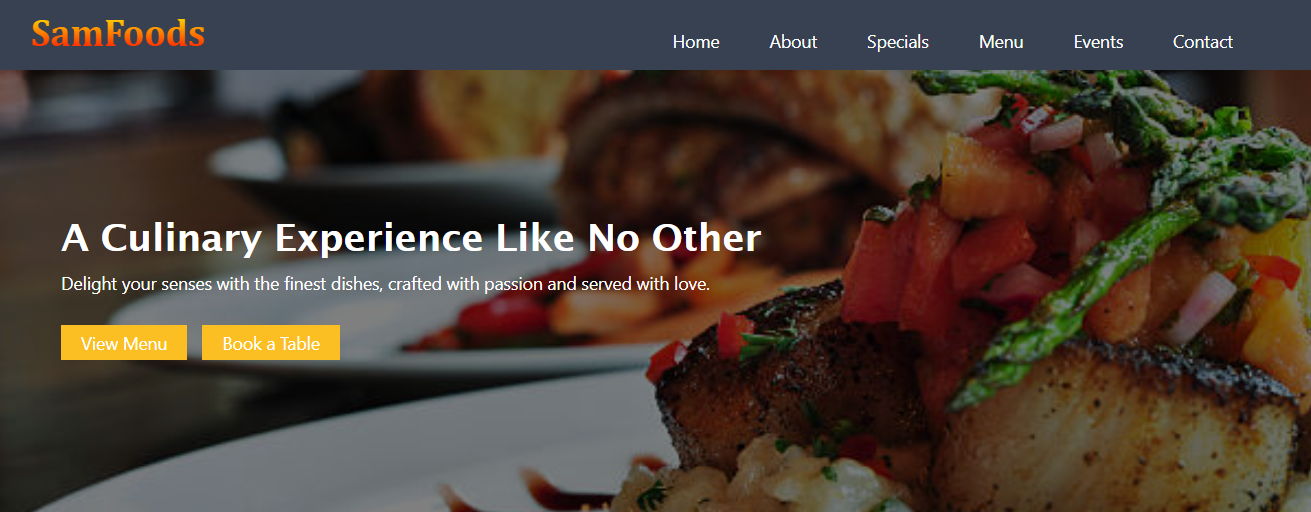 SamFoods
Home About Specials Menu Events Contact
A Culinary Experience Like No Other
Delight your senses with the finest dishes, crafted with passion and served with love.
View Menu Book a Table